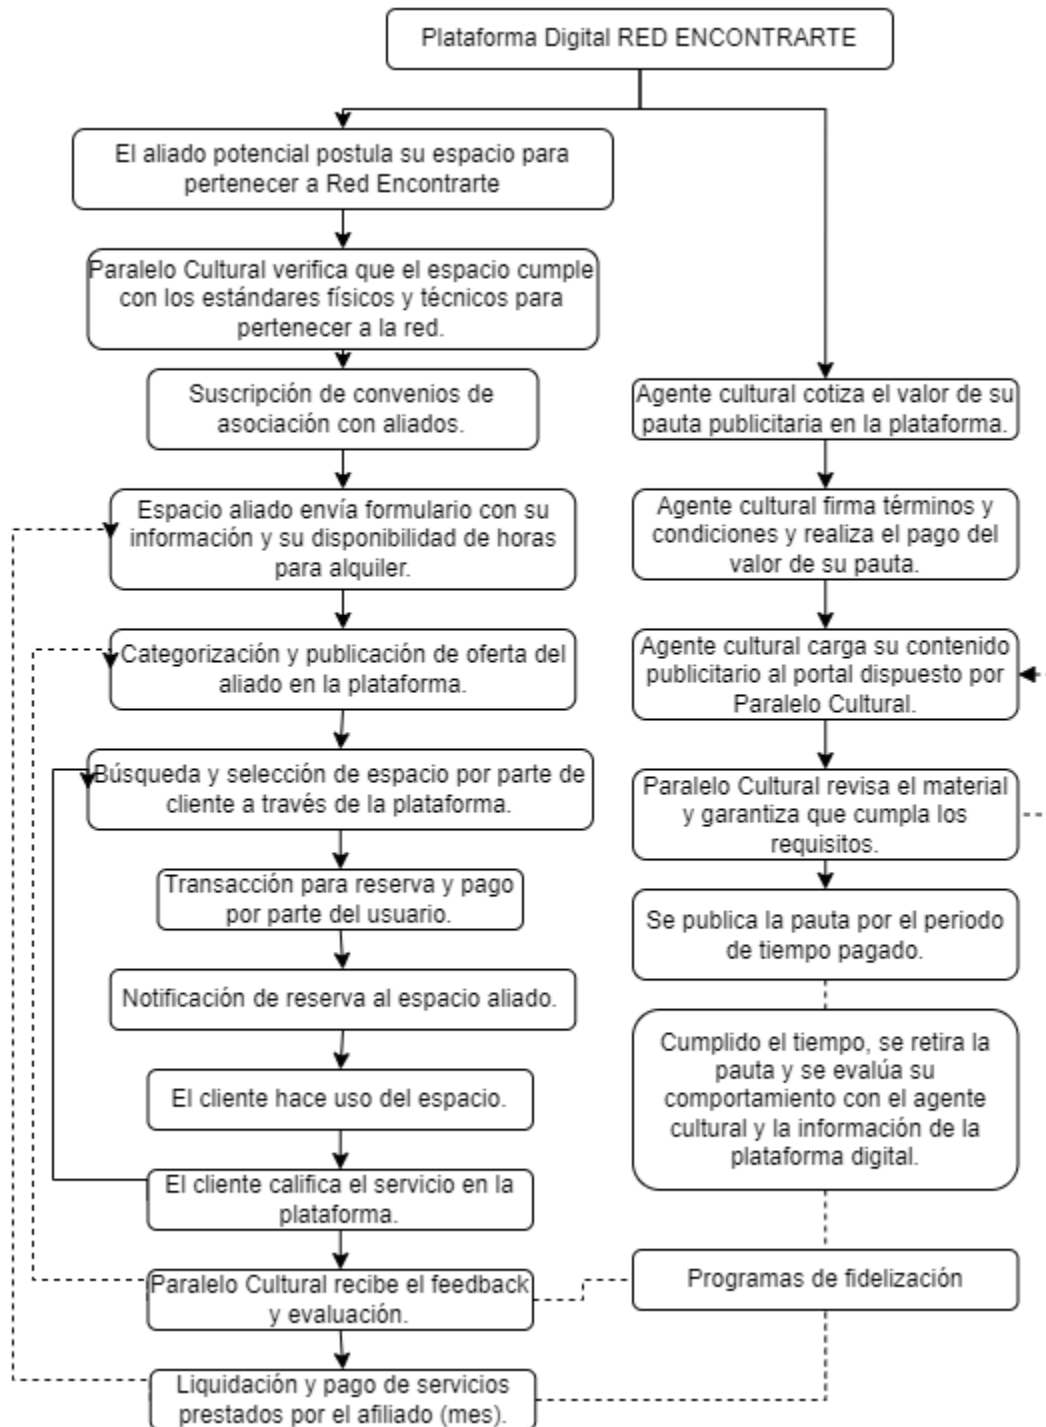 Plataforma Digital RED ENCONTRARTE
El aliado potencial postula su espacio para
pertenecer a Red Encontrarte
Paralelo Cultural verifica que el espacio cumple
con los estándares físicos y técnicos para
pertenecer a la red.
Suscripción de convenios de
asociación con aliados.
Espacio aliado envía formulario con su
información y su disponibilidad de horas
para alquiler.
Categorización y publicación de oferta del
aliado en la plataforma.
Búsqueda y selección de espacio por parte de
cliente a través de la plataforma.
Transacción para reserva y pago
por parte del usuario.
Notificación de reserva al espacio aliado.
El cliente hace uso del espacio.
El cliente califica el servicio en la
plataforma.
Paralelo Cultural recibe el feedback
y evaluación.
Liquidación y pago de servicios
prestados por el afiliado (mes).
Agente cultural cotiza el valor de su
pauta publicitaria en la plataforma.
Agente cultural firma términos y
condiciones y realiza el pago del
valor de su pauta.
Agente cultural carga su contenido
publicitario al portal dispuesto por
Paralelo Cultural.
Paralelo Cultural revisa el material
y garantiza que cumpla los
requisitos.
Se publica la pauta por el periodo
de tiempo pagado.
Cumplido el tiempo, se retira la
pauta y se evalúa su
comportamiento con el agente
cultural y la información de la
plataforma digital.
Programas de fidelización